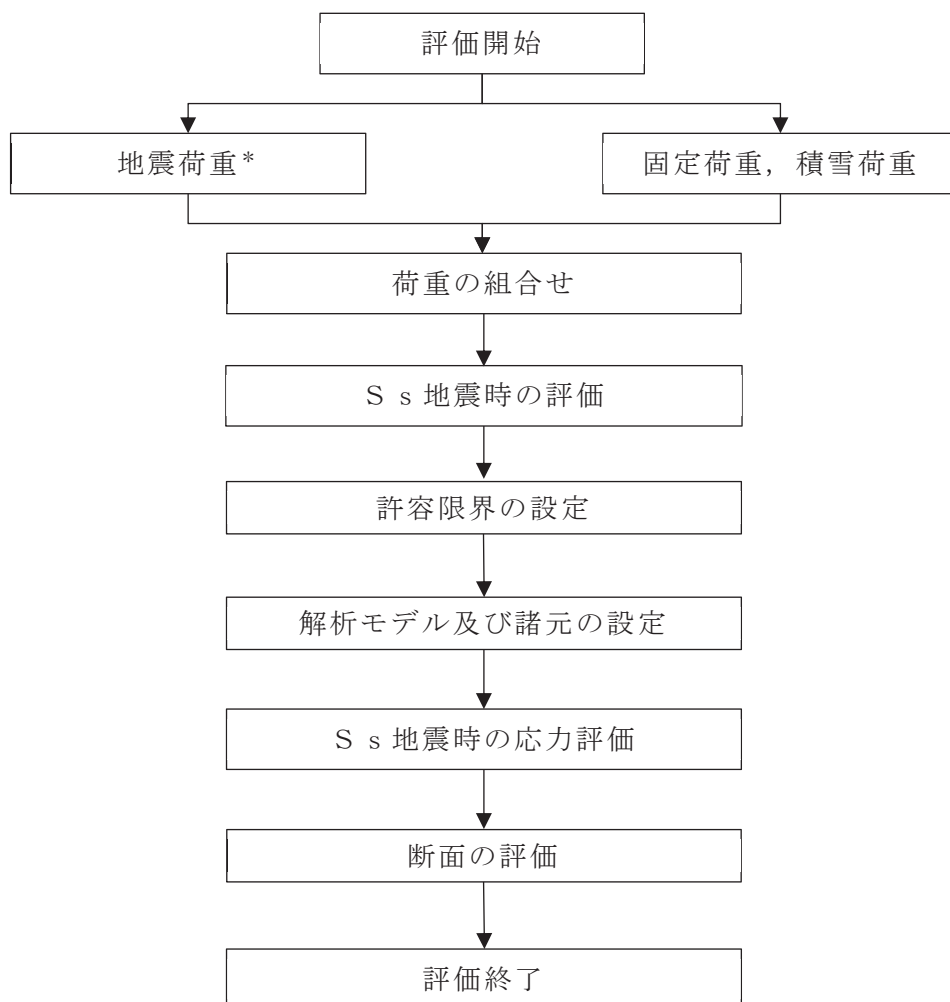 評価開始
地震荷重*
固定荷重，積雪荷重
荷重の組合せ
Ｓｓ地震時の評価
許容限界の設定
解析モデル及び諸元の設定
Ｓｓ地震時の応力評価
断面の評価
評価終了